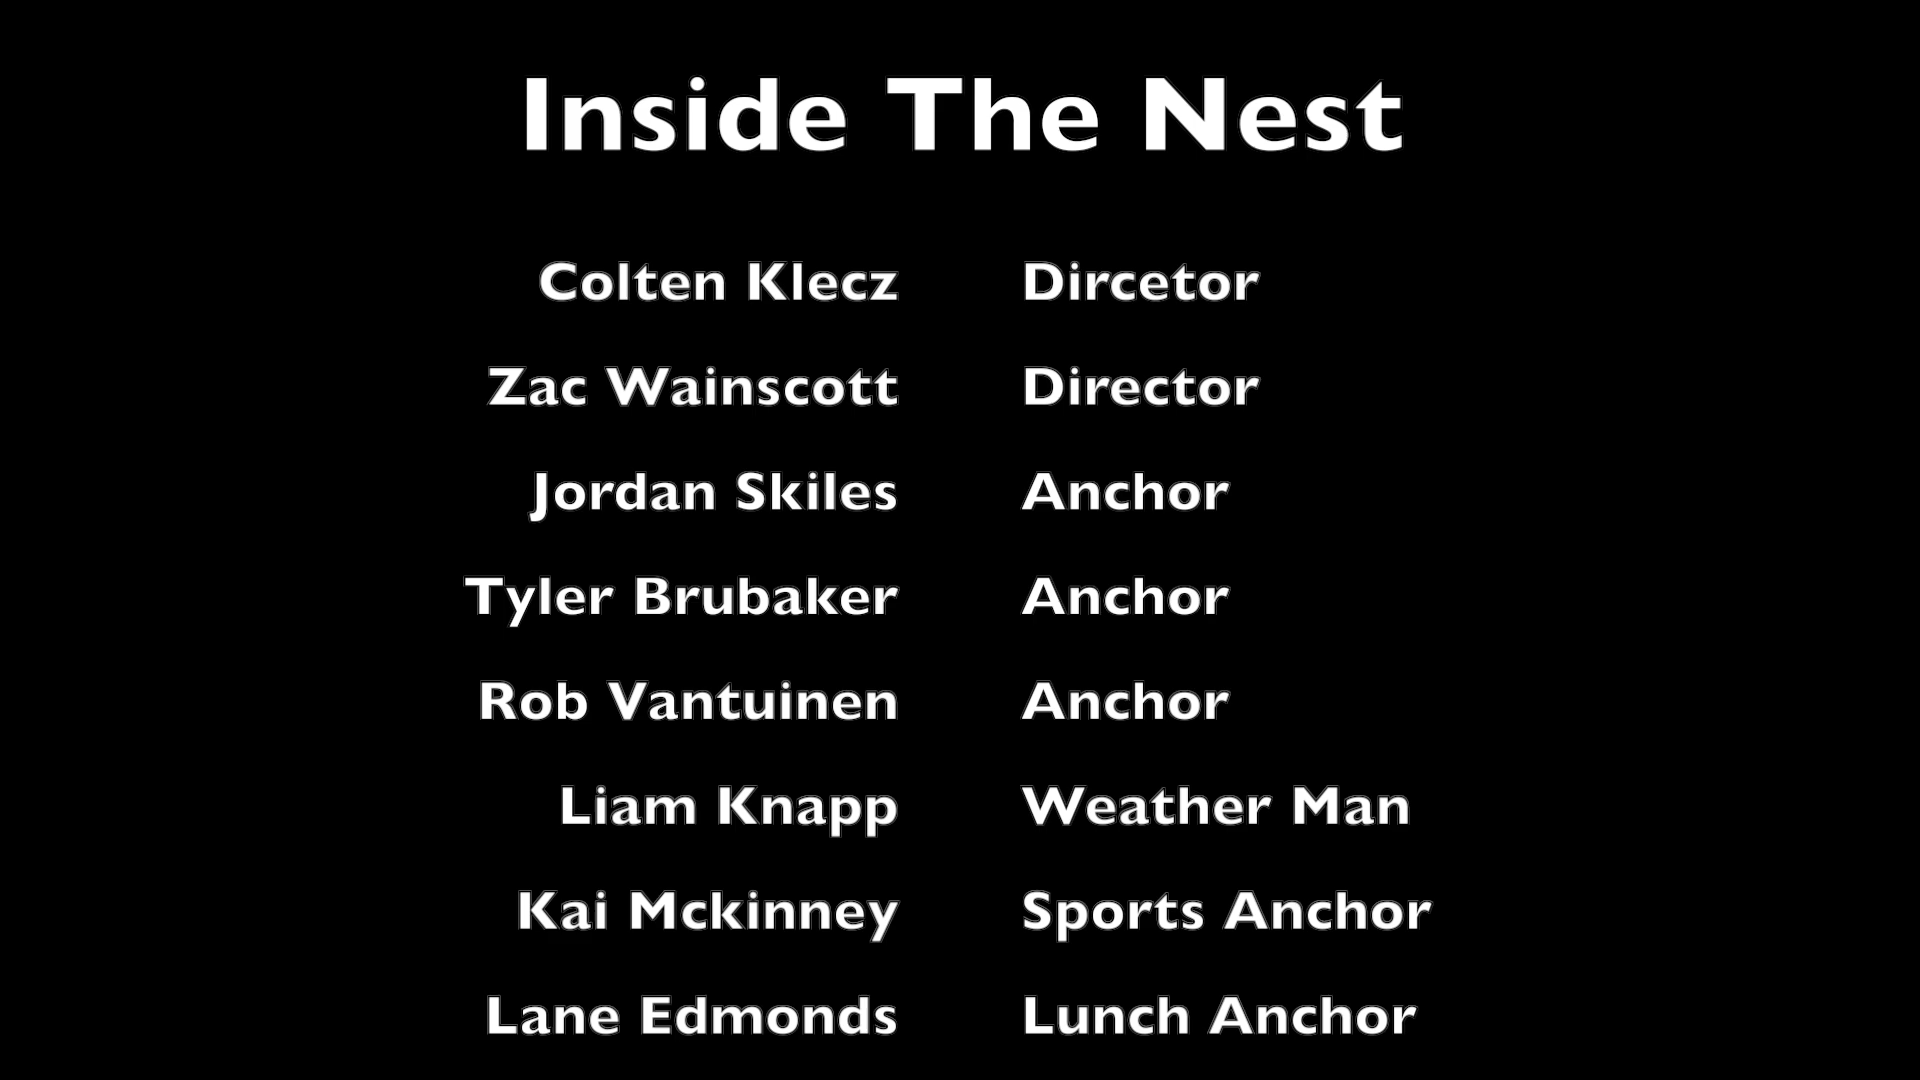 Inside The Nest
Colten Klecz Dircetor
Zac Wainscott Director
Jordan Skiles Anchor
Tyler Brubaker Anchor
Rob Vantuinen Anchor
Liam Knapp Weather Man
Kai Mckinney Sports Anchor
Lane Edmonds Lunch Anchor